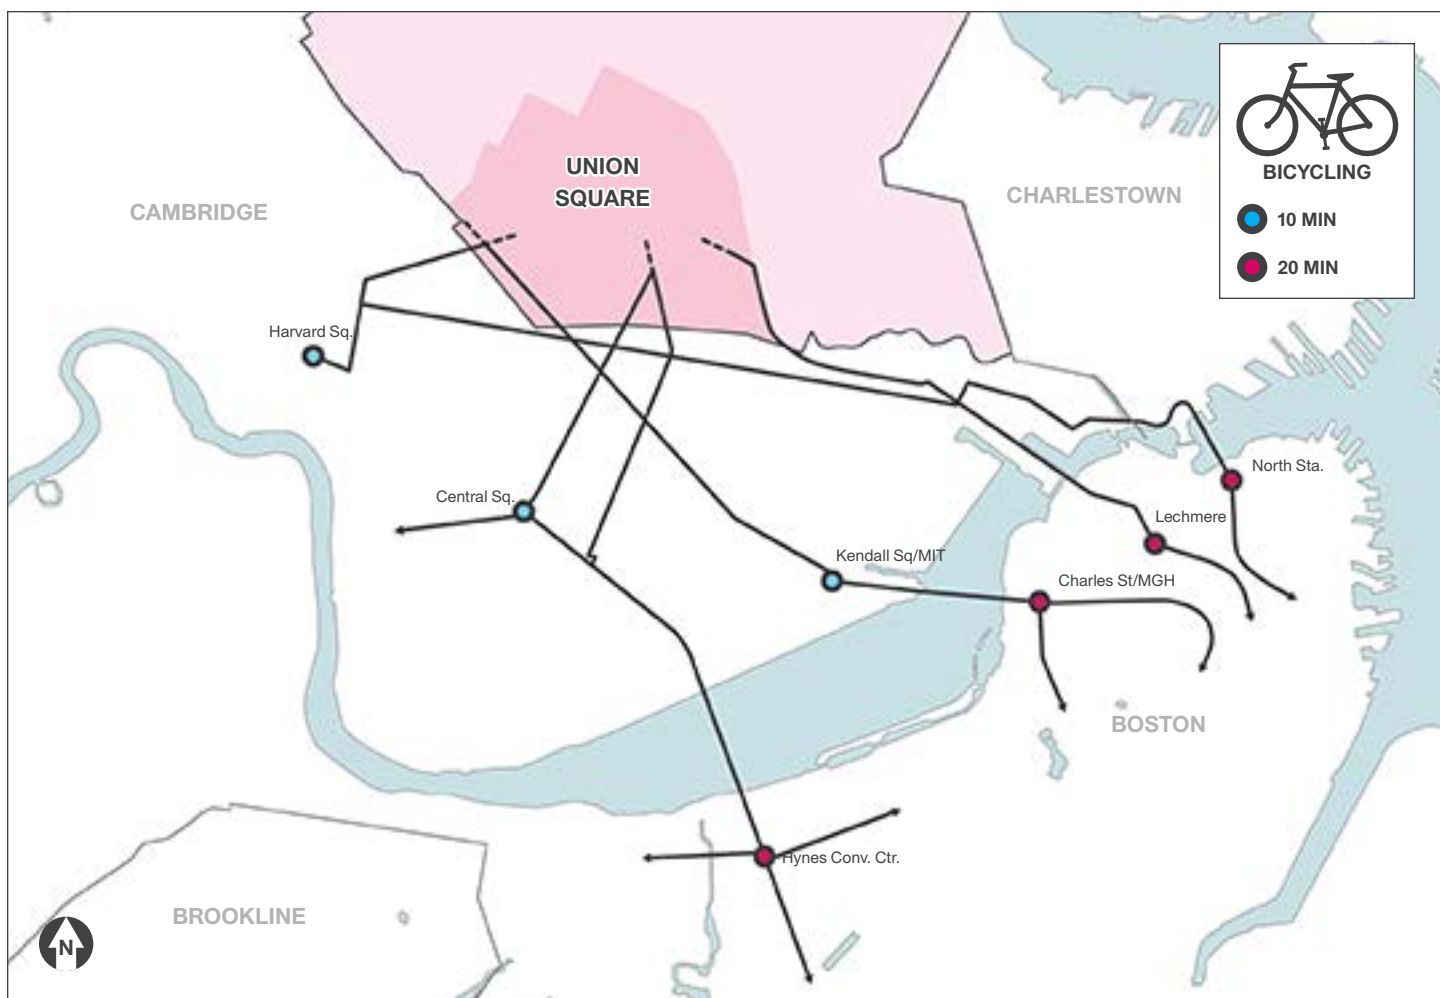 UNION
SQUARE
CAMBRIDGE
CHARLESTOWN
BICYCLING
10 MIN
20 MIN
Harvard Sq.
Central Sq.
North Sta.
Lechmere
Kendall Sq/MIT
Charles St/MGH
BOSTON
Hynes Conv. Ctr.
BROOKLINE
N